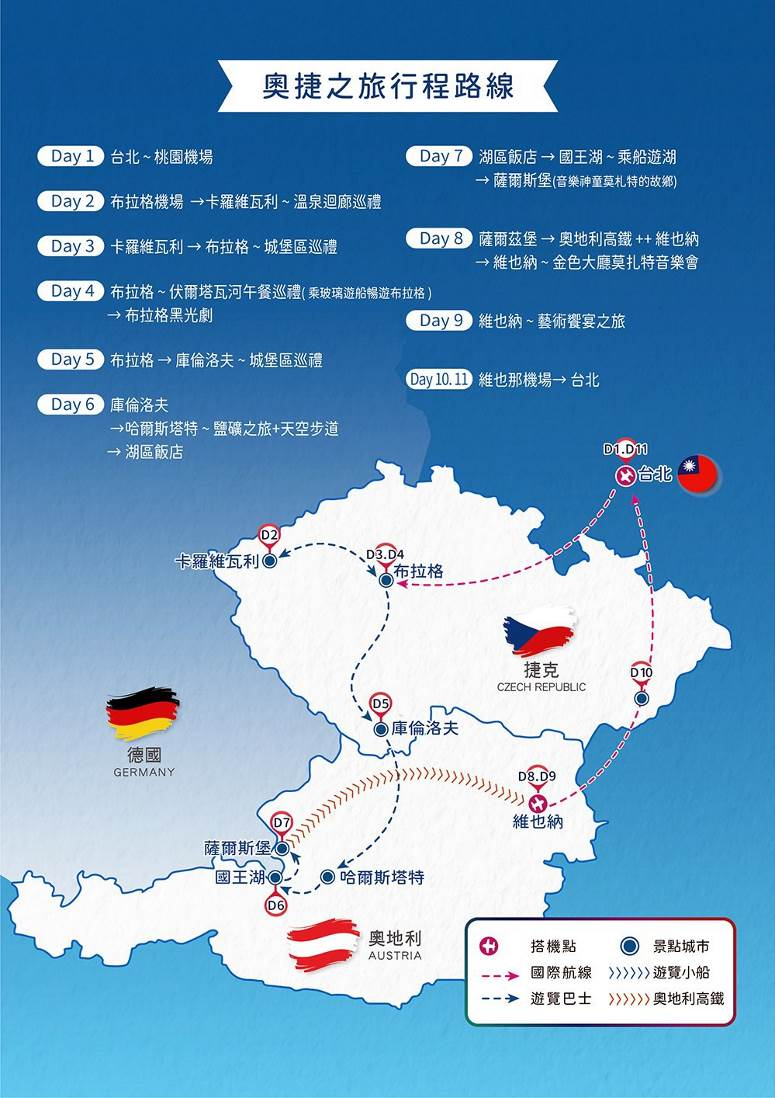 奧捷之旅行程路線
Day 1 台北 ~ 桃園機場
Day 2 布拉格機場 →卡羅維瓦利 ~ 溫泉迴廊巡禮
Day 3 卡羅維瓦利 → 布拉格 ~ 城堡區巡禮
Day 4 布拉格 ~ 伏爾塔瓦河午餐巡禮( 乘玻璃遊船暢遊布拉格 )
→ 布拉格黑光劇
Day 5 布拉格 → 庫倫洛夫 ~ 城堡區巡禮
Day 6 庫倫洛夫
→哈爾斯塔特 ~ 鹽礦之旅+天空步道
→ 湖區飯店
Day 7 湖區飯店 → 國王湖 ~ 乘船遊湖
→ 薩爾斯堡(音樂神童莫札特的故鄉)
Day 8 薩爾茲堡 → 奧地利高鐵 ++ 維也納
→ 維也納 ~ 金色大廳莫扎特音樂會
Day 9 維也納 ~ 藝術饗宴之旅
Day 10. 11 維也那機場→ 台北
D1.D11
台北
D2
卡羅維瓦利
D3.D4
布拉格
捷克
CZECH REPUBLIC
D10
D5
庫倫洛夫
德國
GERMANY
D8.D9
維也納
D7
薩爾斯堡
國王湖
D6
哈爾斯塔特
奧地利
AUSTRIA
搭機點
景點城市
國際航線
遊覽小船
遊覽巴士
奧地利高鐵